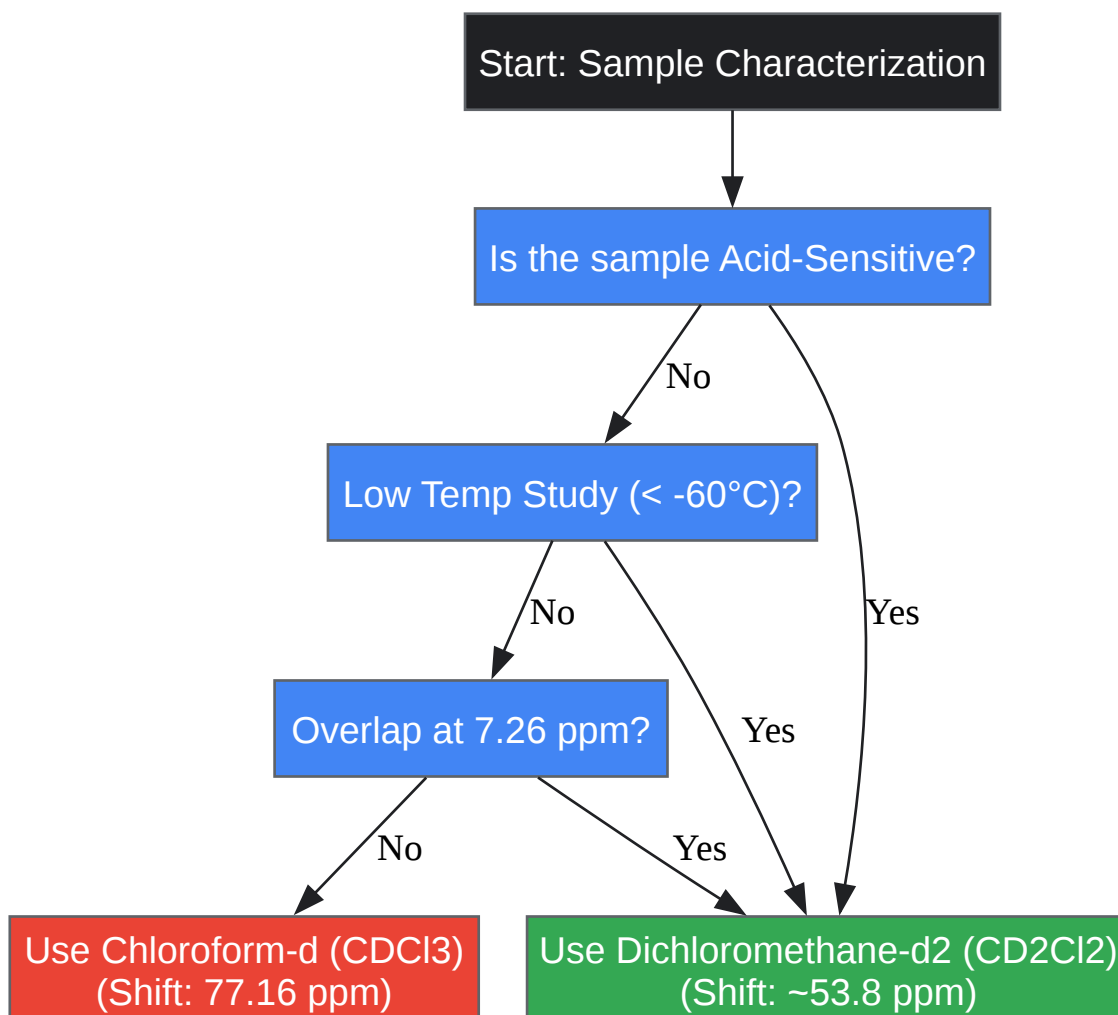 Start: Sample Characterization
Is the sample Acid-Sensitive?
No
Low Temp Study (< -60°C)?
No
Yes
Overlap at 7.26 ppm?
Yes
No
Yes
Use Chloroform-d (CDCl3)
(Shift: 77.16 ppm)
Use Dichloromethane-d2 (CD2Cl2)
(Shift: ~53.8 ppm)